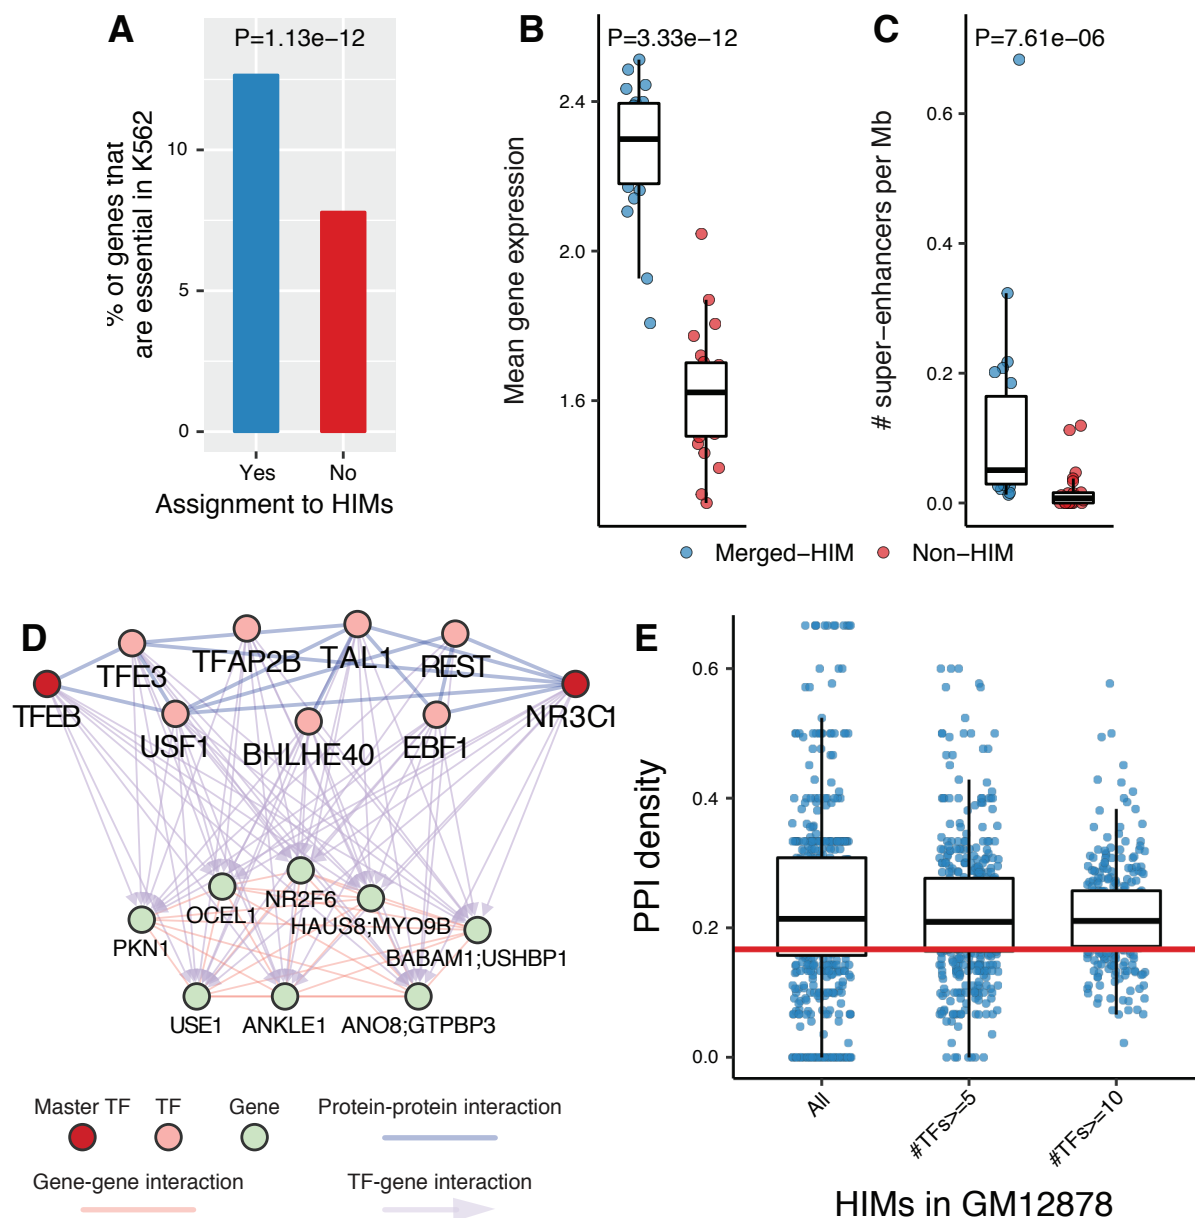 A
P=1.13e−12
% of genes that
are essential in K562
10
5
0
Yes
No
Assignment to HIMs
B
P=3.33e−12
Mean gene expression
2.4
2.0
1.6
C
P=7.61e−06
# super−enhancers per Mb
0.6
0.4
0.2
0.0
Merged−HIM
Non−HIM
D
TFEB
TFE3
TFAP2B
TAL1
REST
NR3C1
USF1
BHLHE40
EBF1
PKN1
OCEL1
NR2F6
HAUS8;MYO9B
BABAM1;USHBP1
USE1
ANKLE1
ANO8;GTPBP3
Master TF
TF
Gene
Protein-protein interaction
Gene-gene interaction
TF-gene interaction
E
PPI density
0.6
0.4
0.2
0.0
All
#TFs>=5
#TFs>=10
HIMs in GM12878